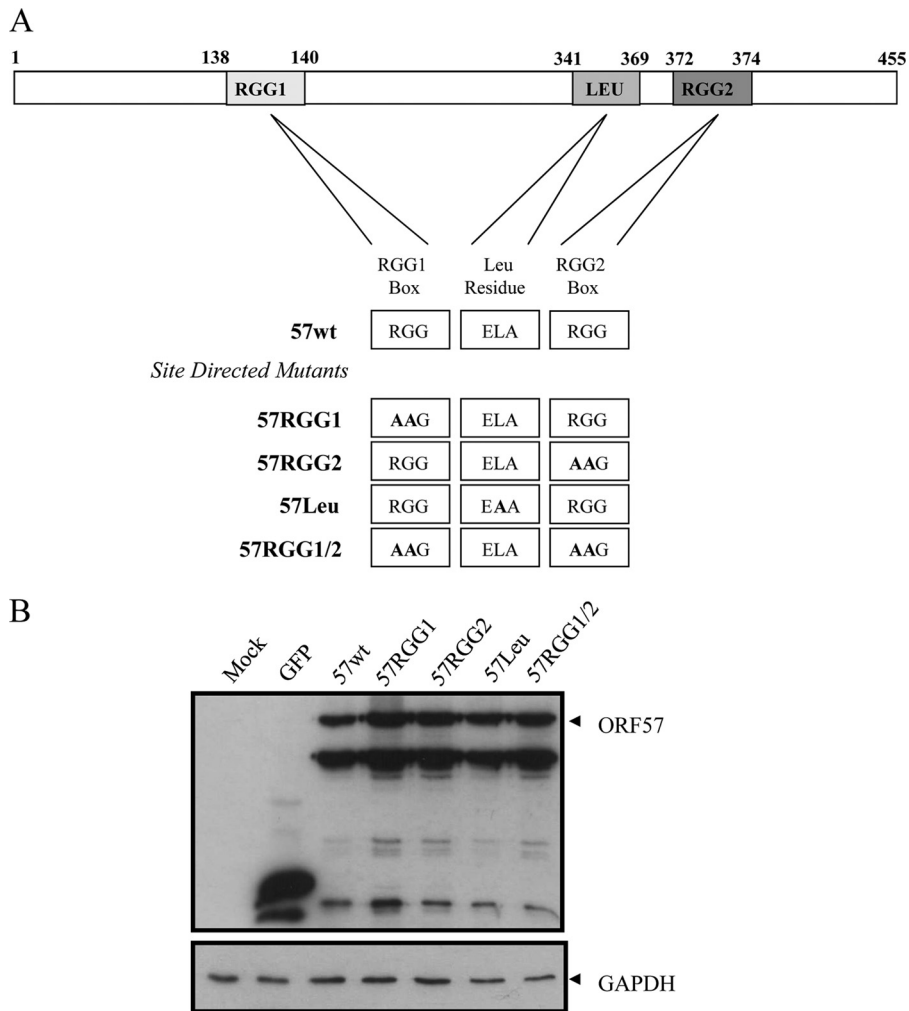 A
1 138 140 341 369 372 374 455
RGG1 LEU RGG2
RGG1 Box Leu Residue RGG2 Box
57wt RGG ELA RGG
Site Directed Mutants
57RGG1 AAG ELA RGG
57RGG2 RGG ELA AAG
57Leu RGG EAA RGG
57RGG1/2 AAG ELA AAG
B
Mock GFP 57wt 57RGG1 57RGG2 57Leu 57RGG1/2
ORF57
GAPDH